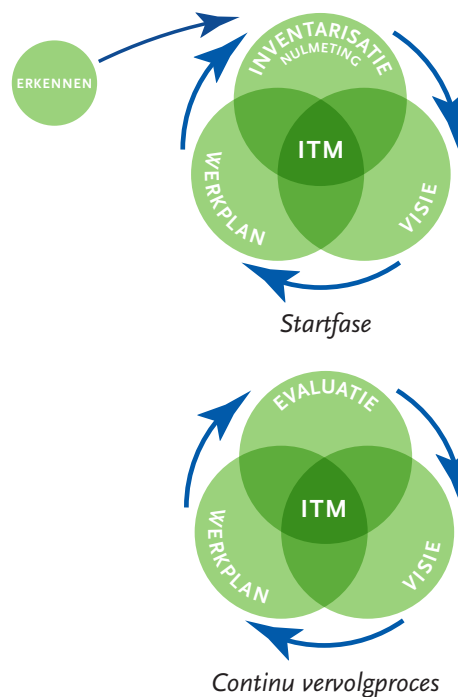 ERKENNEN
INVENTARISATIE
NULMETING
ITM
WERKPLAN
VISIE
Startfase
EVALUATIE
ITM
WERKPLAN
VISIE
Continu vervolgproces